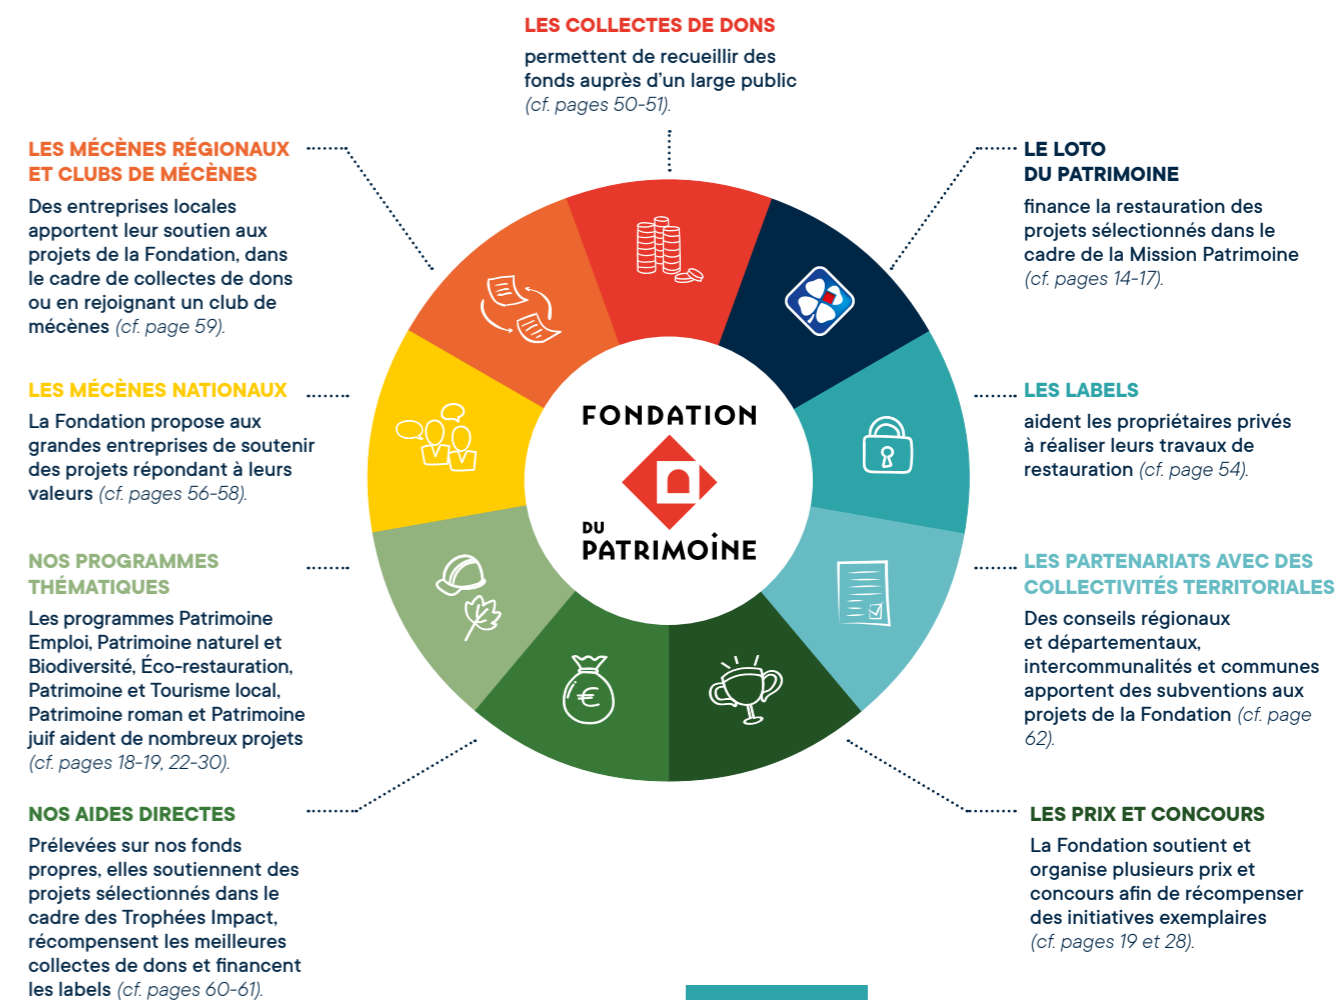 LES COLLECTES DE DONS
permettent de recueillir des
fonds auprès d'un large public
(cf. pages 50-51).
LES MÉCÈNES RÉGIONAUX
ET CLUBS DE MÉCÈNES
Des entreprises locales
apportent leur soutien aux
projets de la Fondation, dans
le cadre de collectes de dons
ou en rejoignant un club de
mécènes (cf. page 59).
LE LOTO
DU PATRIMOINE
finance la restauration des
projets sélectionnés dans le
cadre de la Mission Patrimoine
(cf. pages 14-17).
LES MÉCÈNES NATIONAUX
La Fondation propose aux
grandes entreprises de soutenir
des projets répondant à leurs
valeurs (cf. pages 56-58).
FONDATION
DU
PATRIMOINE
LES LABELS
aident les propriétaires privés
à réaliser leurs travaux de
restauration (cf. page 54).
NOS PROGRAMMES
THÉMATIQUES
Les programmes Patrimoine
Emploi, Patrimoine naturel et
Biodiversité, Éco-restauration,
Patrimoine et Tourisme local,
Patrimoine roman et Patrimoine
juif aident de nombreux projets
(cf. pages 18-19, 22-30).
LES PARTENARIATS AVEC DES
COLLECTIVITÉS TERRITORIALES
Des conseils régionaux
et départementaux,
intercommunalités et communes
apportent des subventions aux
projets de la Fondation (cf. page
62).
€
NOS AIDES DIRECTES
Prélevées sur nos fonds
propres, elles soutiennent des
projets sélectionnés dans le
cadre des Trophées Impact,
récompensent les meilleures
collectes de dons et financent
les labels (cf. pages 60-61).
LES PRIX ET CONCOURS
La Fondation soutient et
organise plusieurs prix et
concours afin de récompenser
des initiatives exemplaires
(cf. pages 19 et 28).